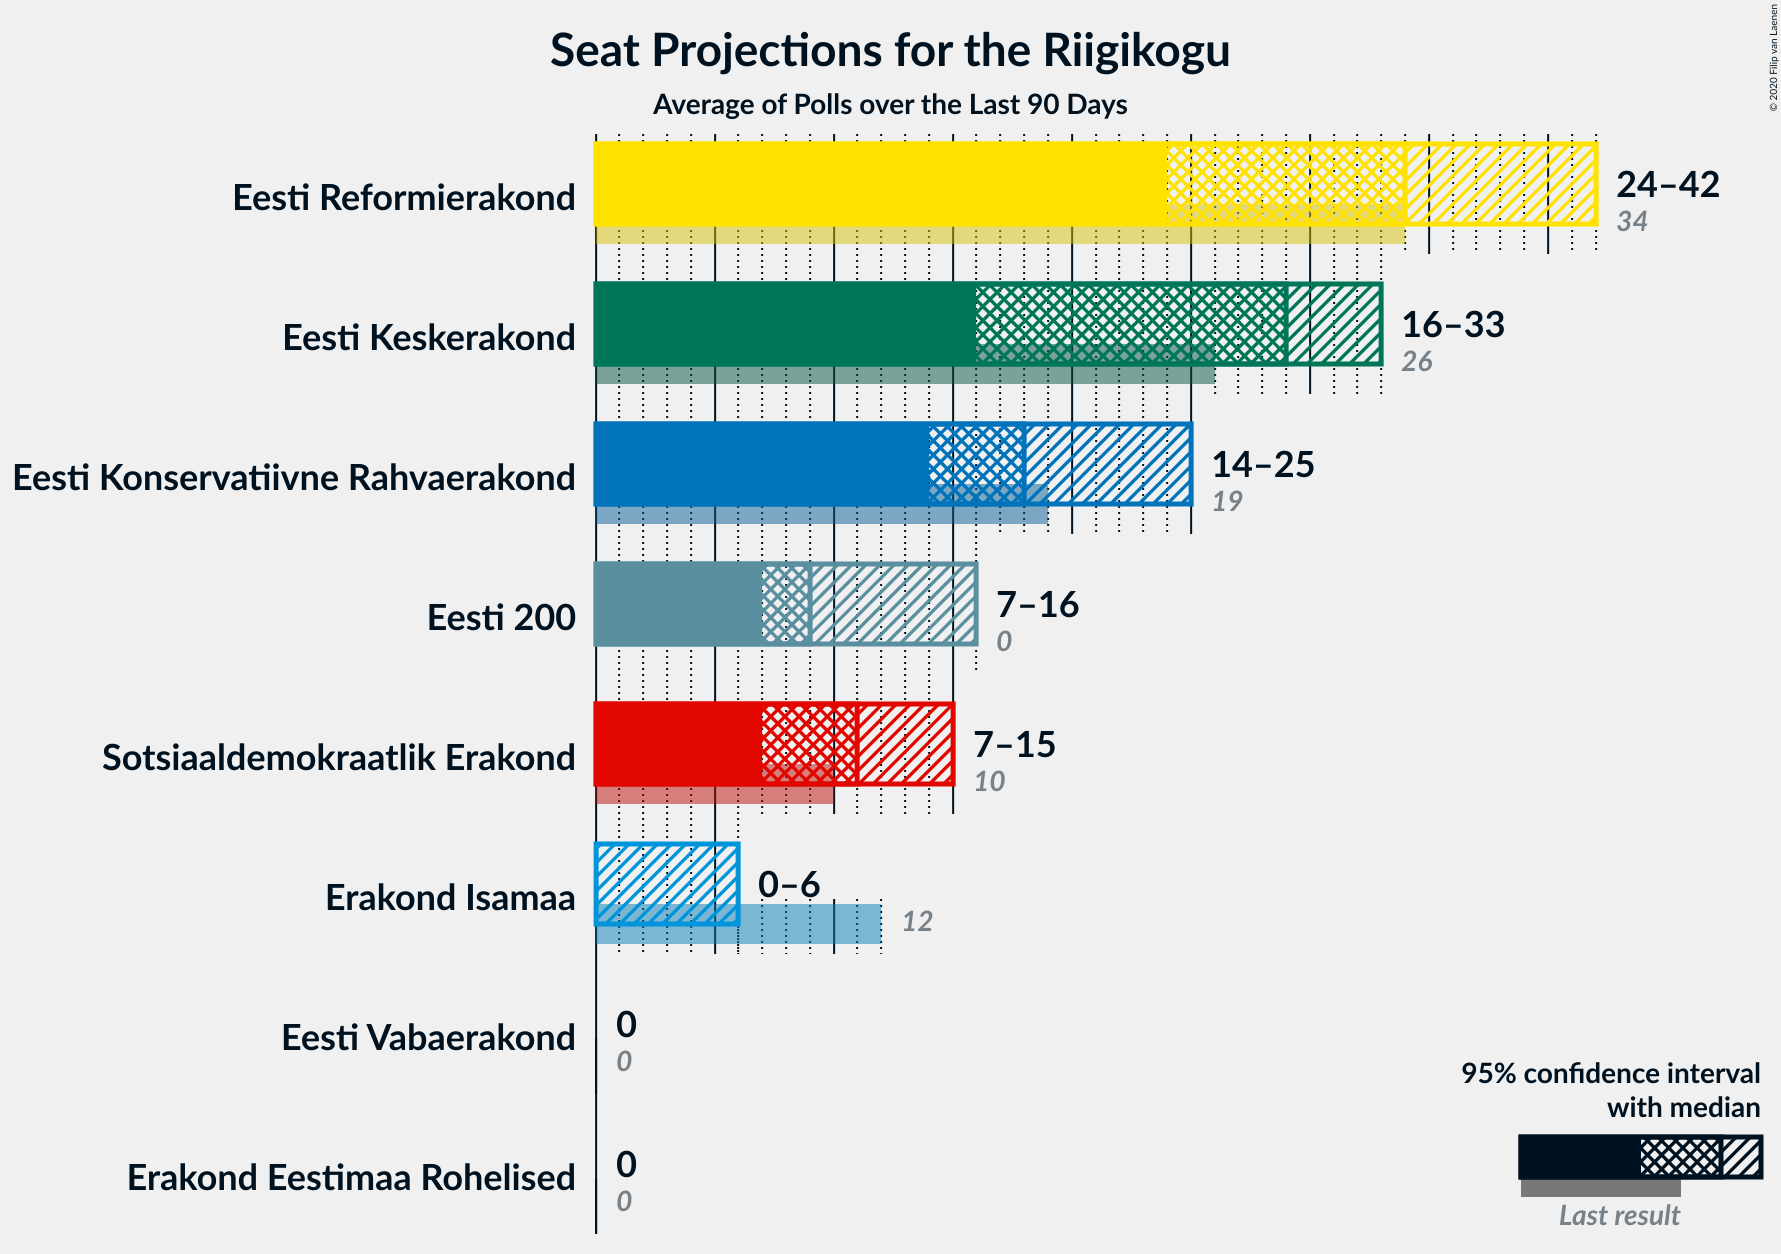 Seat Projections for the Riigikogu
Average of Polls over the Last 90 Days
© 2020 Filip van Laenen
Eesti Reformierakond
24–42
34
Eesti Keskerakond
16–33
26
Eesti Konservatiivne Rahvaerakond
14–25
19
Eesti 200
7–16
0
Sotsiaaldemokraatlik Erakond
7–15
10
Erakond Isamaa
0–6
12
Eesti Vabaerakond
0
0
Erakond Eestimaa Rohelised
0
0
95% confidence interval
with median
Last result